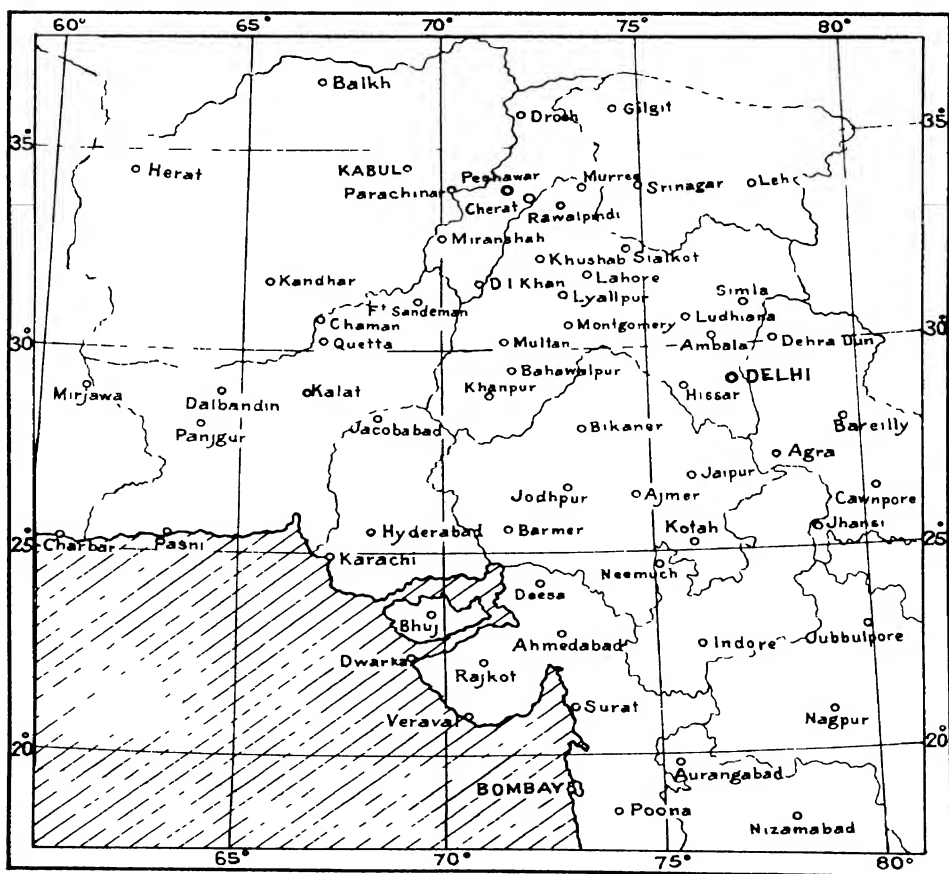 60° 65° 70° 75° 80°
Balkh
Drosh
Gilgit
35° 35°
Herat
KABUL
Peshawar
Murree
Parachinar
Srinagar
Leh
Cherat
Rawalpindi
Miranshah
Khushab
Sialkot
Kandhar
D I Khan
Lahore
Simla
Ft Sandeman
Lyallpur
Chaman
Montgomery
Ludhiana
30° 30°
Quetta
Multan
Ambala
Dehra Dun
Mirjawa
Dalbandin
Kalat
Bahawalpur
Khanpur
Hissar
DELHI
Panjgur
Jacobabad
Bikaner
Bareilly
Agra
Jodhpur
Ajmer
Jaipur
Cawnpore
Charbar
Pasni
Hyderabad
Barmer
Kotah
Jhansi
25° 25°
Karachi
Neemuch
Deesa
Bhuj
Ahmedabad
Indore
Jubbulpore
Dwarka
Rajkot
Veraval
Surat
Nagpur
20° 20°
BOMBAY
Aurangabad
Poona
Nizamabad
65° 70° 75° 80°